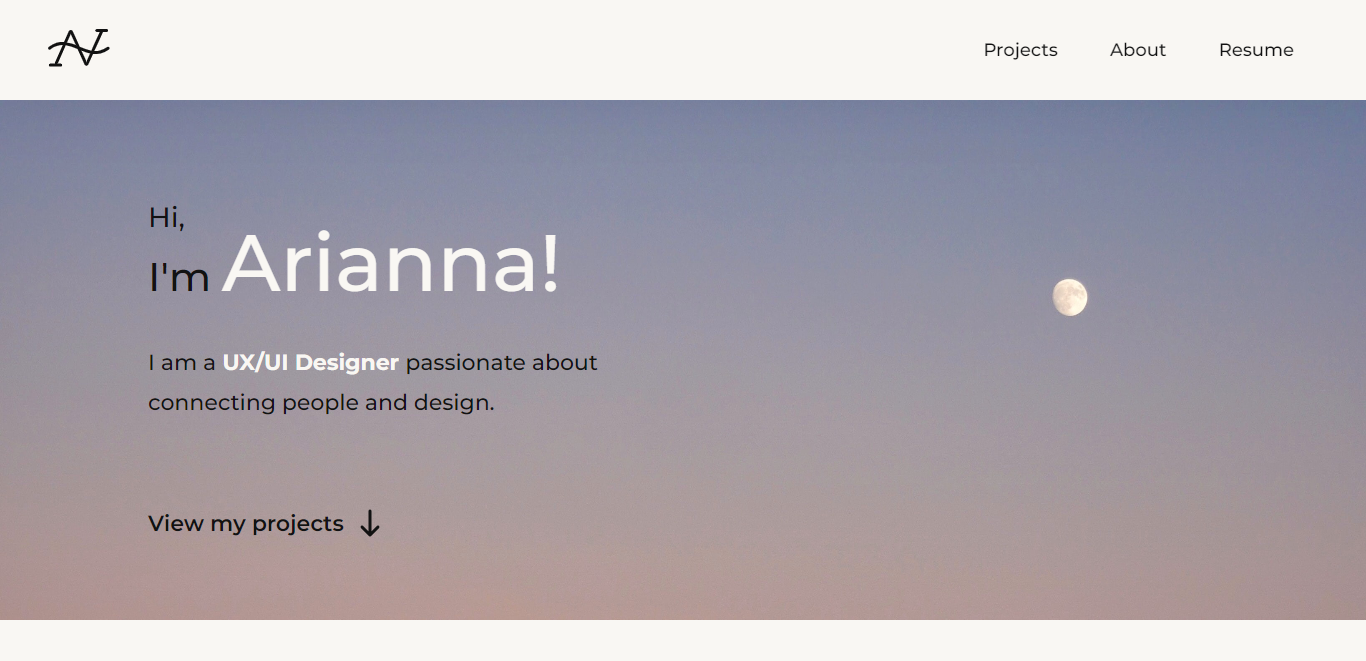 Projects About Resume
Hi,
I'm Arianna!
I am a UX/UI Designer passionate about
connecting people and design.
View my projects